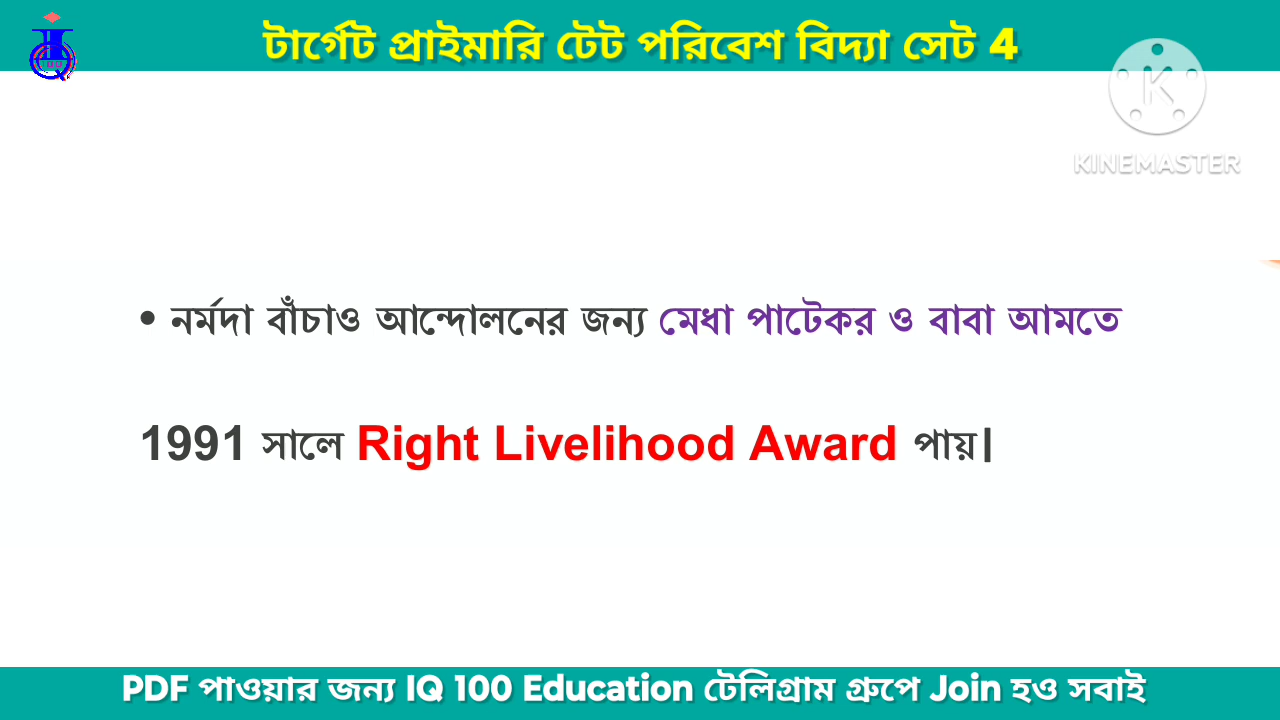 টার্গেট প্রাইমারি টেট পরিবেশ বিদ্যা সেট 4
KINEMASTER
• নর্মদা বাঁচাও আন্দোলনের জন্য মেধা পাটেকর ও বাবা আমতে
1991 সালে Right Livelihood Award পায়।
PDF পাওয়ার জন্য IQ 100 Education টেলিগ্রাম গ্রুপে Join হও সবাই